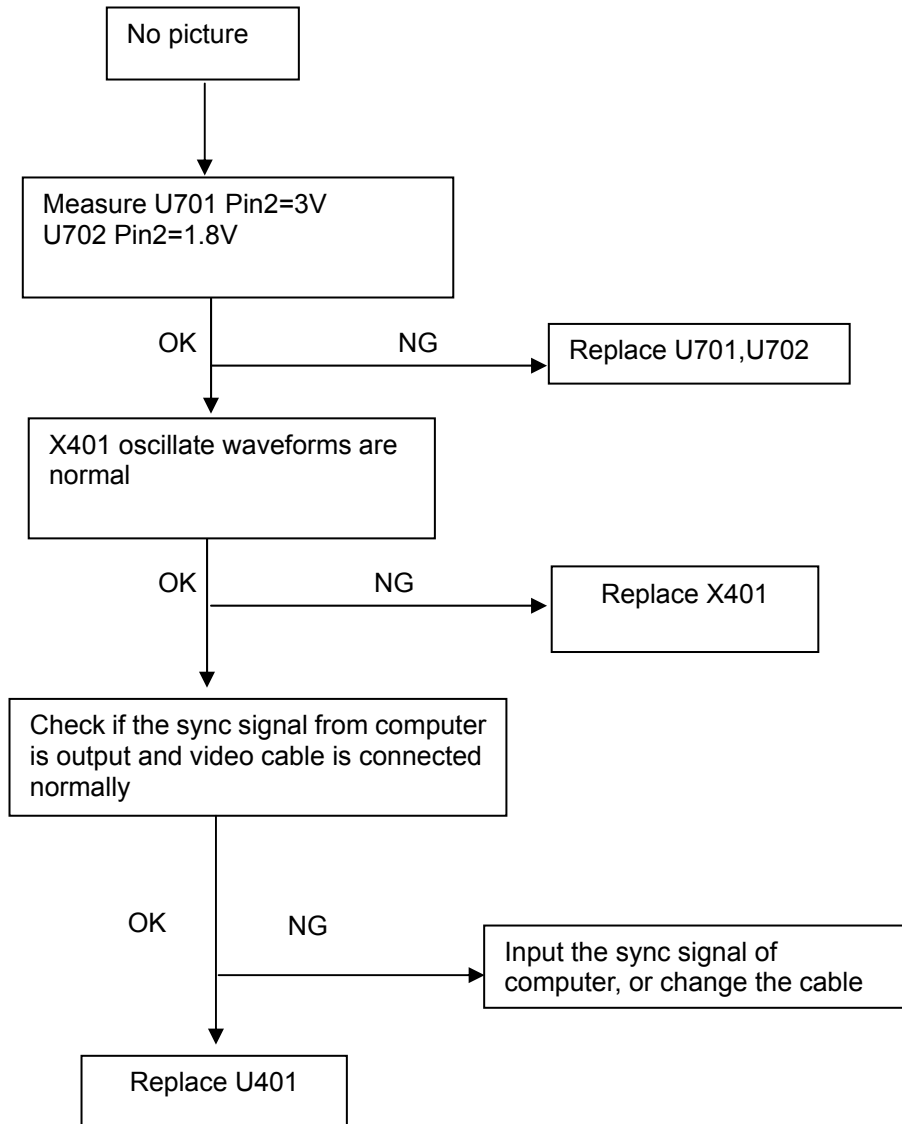 No picture
Measure U701 Pin2=3V
U702 Pin2=1.8V
OK
NG
Replace U701,U702
X401 oscillate waveforms are
normal
OK
NG
Replace X401
Check if the sync signal from computer
is output and video cable is connected
normally
OK
NG
Input the sync signal of
computer, or change the cable
Replace U401